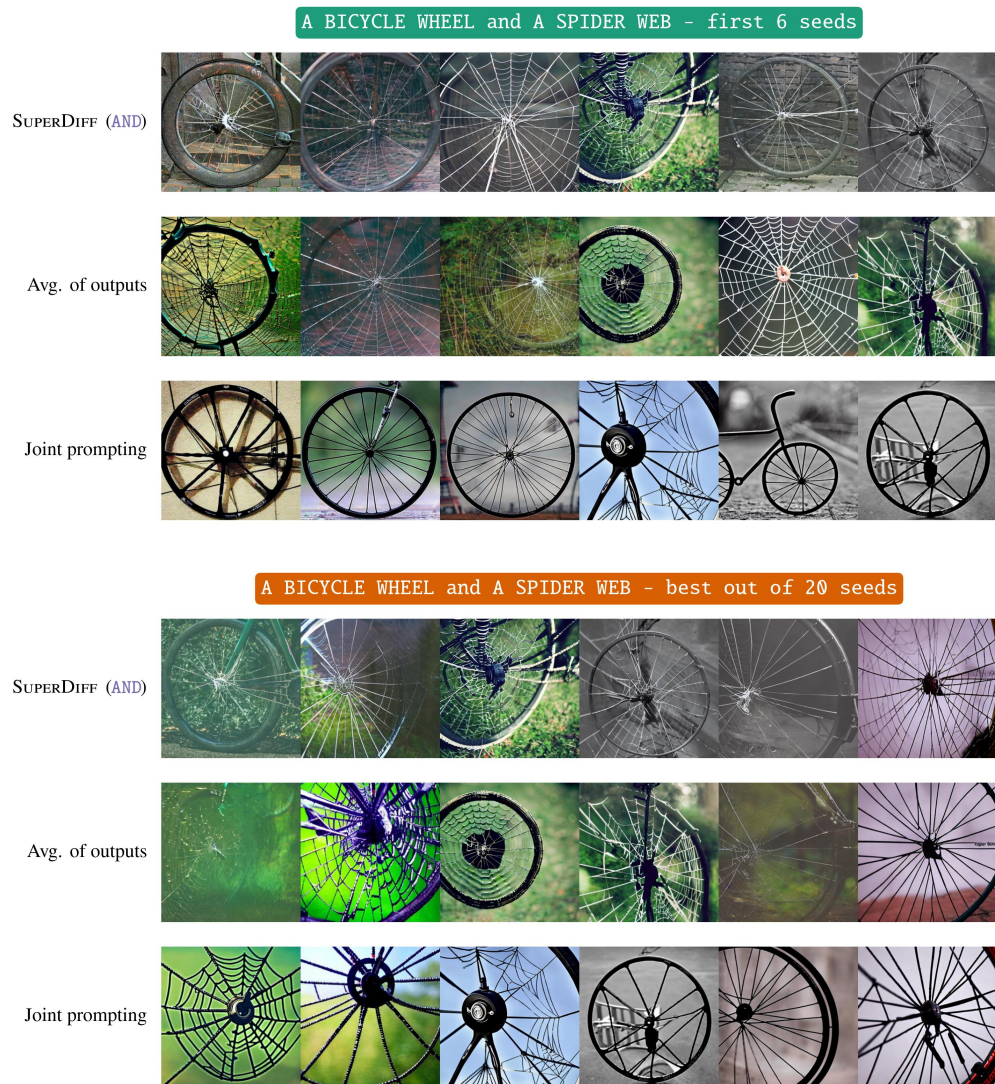 A BICYCLE WHEEL and A SPIDER WEB - first 6 seeds
SUPERDIFF (AND)
Avg. of outputs
Joint prompting
A BICYCLE WHEEL and A SPIDER WEB - best out of 20 seeds
SUPERDIFF (AND)
Avg. of outputs
Joint prompting